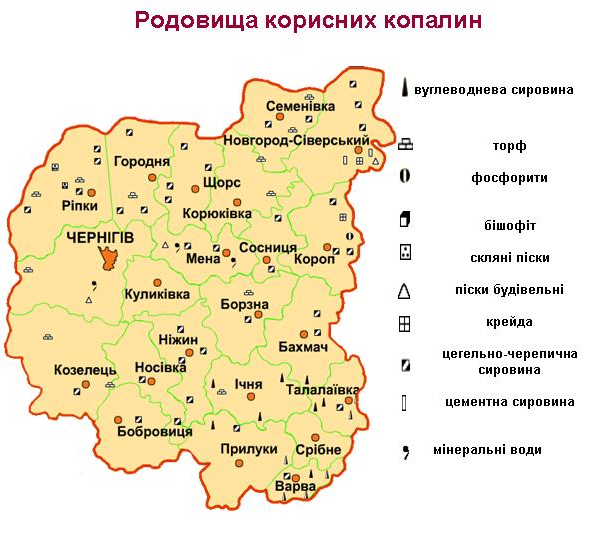 Родовища корисних копалин
Семенівка
Новгород-Сіверський
Городня
Щорс
Ріпки
Корюківка
ЧЕРНІГІВ
Мена
Сосниця
Короп
Куликівка
Борзна
Ніжин
Бахмач
Козелець
Носівка
Ічня
Талалаївка
Бобровиця
Прилуки
Срібне
Варва
вуглеводнева сировина
торф
фосфорити
бішофіт
скляні піски
піски будівельні
крейда
цегельно-черепична
сировина
цементна сировина
мінеральні води